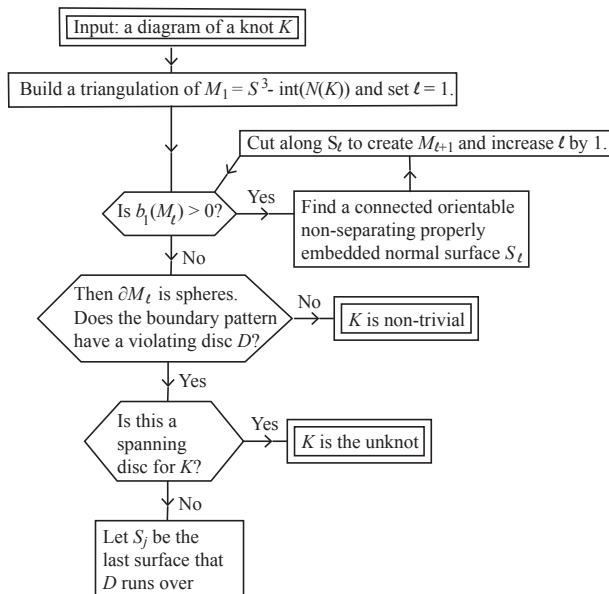 Input: a diagram of a knot K
Build a triangulation of M₁ = S³- int(N(K)) and set ℓ = 1.
Cut along Sℓ to create Mℓ₊₁ and increase ℓ by 1.
Is b₁(Mℓ) > 0?
Yes
Find a connected orientable
non-separating properly
embedded normal surface Sℓ
No
Then ∂Mℓ is spheres.
Does the boundary pattern
have a violating disc D?
No
K is non-trivial
Yes
Is this a
spanning
disc for K?
Yes
K is the unknot
No
Let Sⱼ be the
last surface that
D runs over